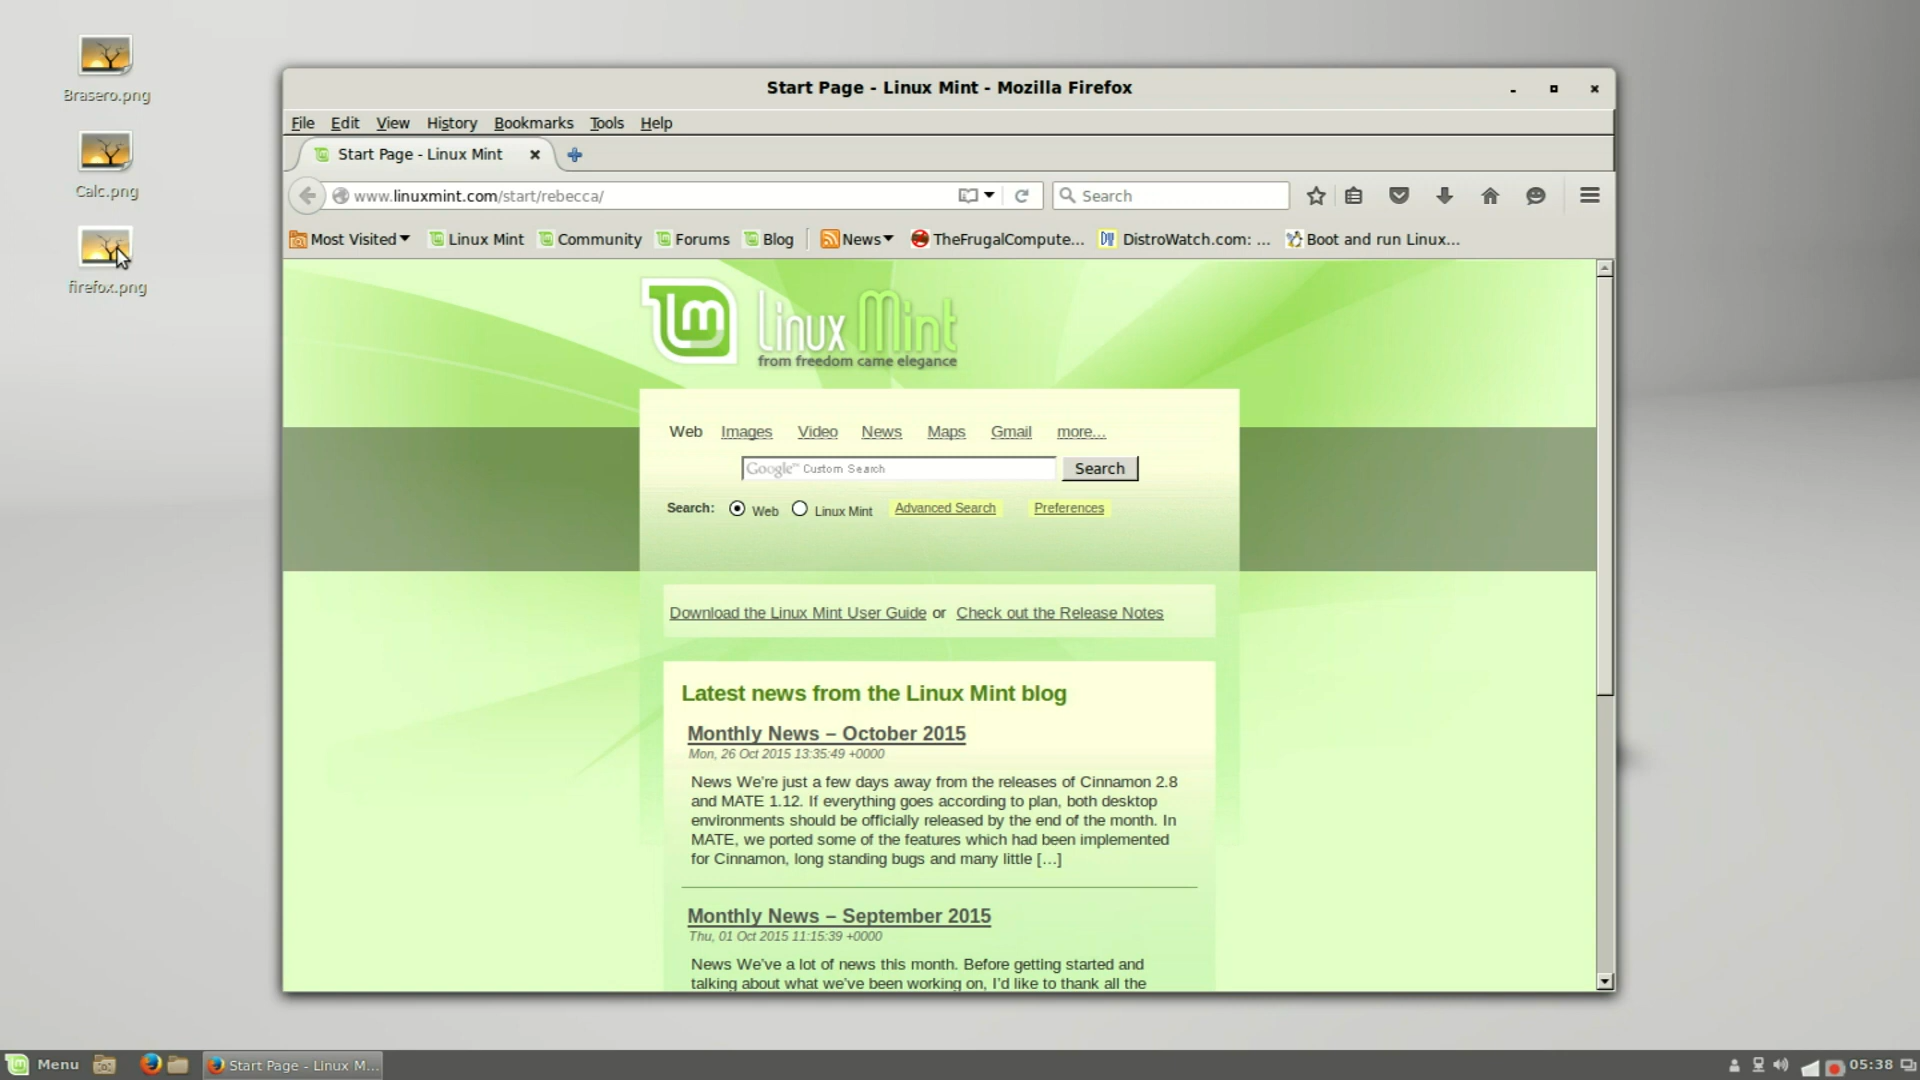 Brasero.png
Calc.png
firefox.png
Start Page - Linux Mint - Mozilla Firefox
File Edit View History Bookmarks Tools Help
Start Page - Linux Mint
www.linuxmint.com/start/rebecca/
Search
Most Visited Linux Mint Community Forums Blog News TheFrugalCompute... DistroWatch.com: ... Boot and run Linux...
Linux Mint
from freedom came elegance
Web Images Video News Maps Gmail more...
Google™ Custom Search Search
Search: Web Linux Mint Advanced Search Preferences
Download the Linux Mint User Guide or Check out the Release Notes
Latest news from the Linux Mint blog
Monthly News – October 2015
Mon, 26 Oct 2015 13:35:49 +0000
News We're just a few days away from the releases of Cinnamon 2.8
and MATE 1.12. If everything goes according to plan, both desktop
environments should be officially released by the end of the month. In
MATE, we ported some of the features which had been implemented
for Cinnamon, long standing bugs and many little [...]
Monthly News – September 2015
Thu, 01 Oct 2015 11:15:39 +0000
News We've a lot of news this month. Before getting started and
talking about what we've been working on, I'd like to thank all the
Menu Start Page - Linux M... 05:38